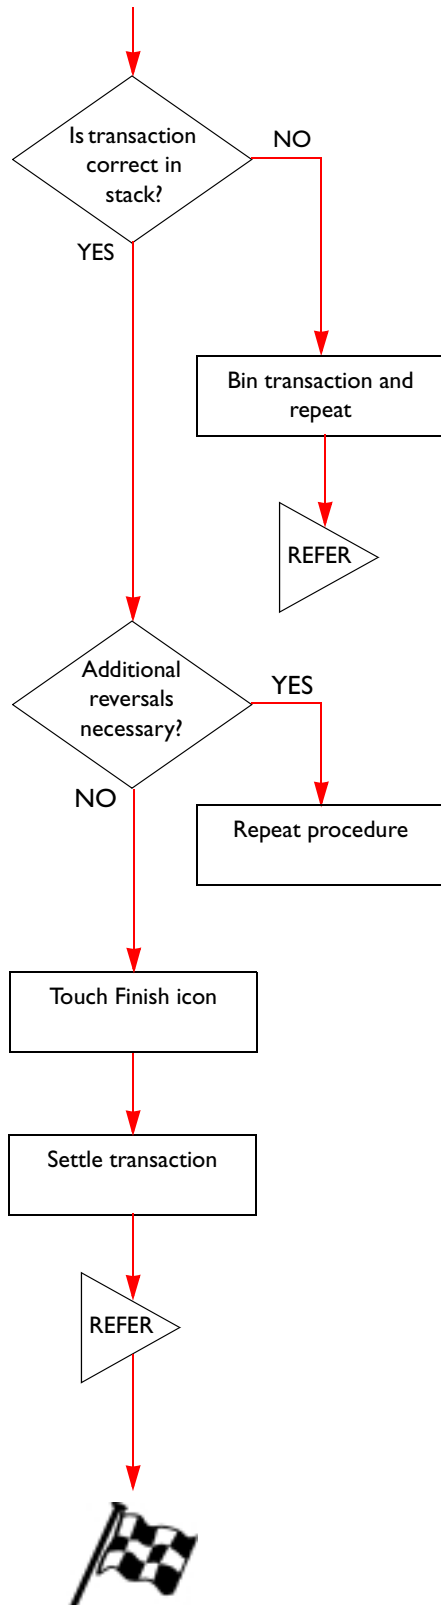 Is transaction
correct in
stack?
NO
YES
Bin transaction and
repeat
REFER
Additional
reversals
necessary?
YES
NO
Repeat procedure
Touch Finish icon
Settle transaction
REFER